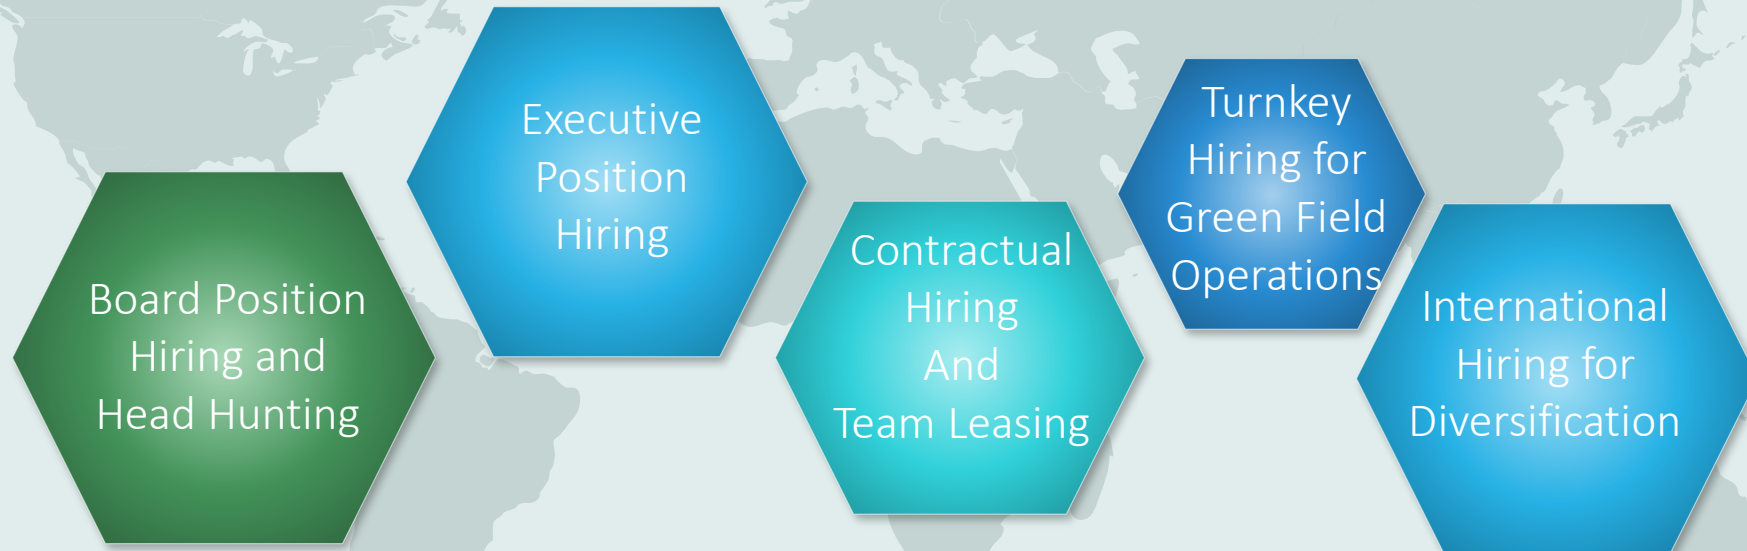 Board Position
Hiring and
Head Hunting
Executive
Position
Hiring
Contractual
Hiring
And
Team Leasing
Turnkey
Hiring for
Green Field
Operations
International
Hiring for
Diversification